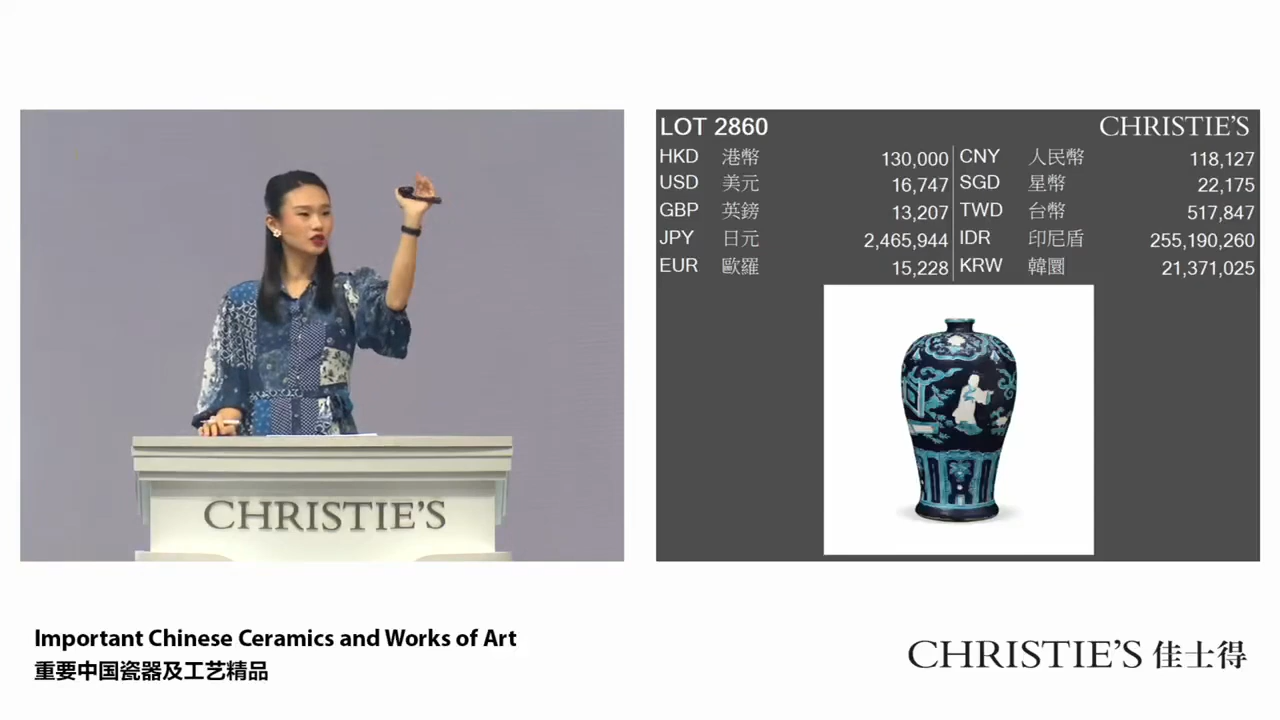 CHRISTIE'S
LOT 2860
CHRISTIE'S
HKD 港幣 130,000 CNY 人民幣 118,127
USD 美元 16,747 SGD 星幣 22,175
GBP 英鎊 13,207 TWD 台幣 517,847
JPY 日元 2,465,944 IDR 印尼盾 255,190,260
EUR 歐羅 15,228 KRW 韓圜 21,371,025
Important Chinese Ceramics and Works of Art
重要中国瓷器及工艺精品
CHRISTIE'S 佳士得